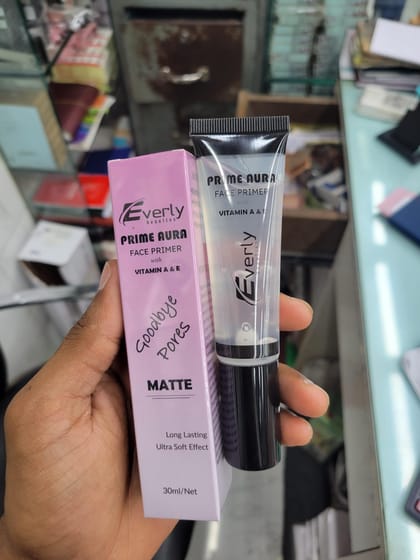 Everly
Beauties
PRIME AURA
FACE PRIMER
with
VITAMIN A & E
Goodbye
Pores
MATTE
Long Lasting
Ultra Soft Effect
30ml/Net
PRIME AURA
FACE PRIMER
VITAMIN A & E
Everly